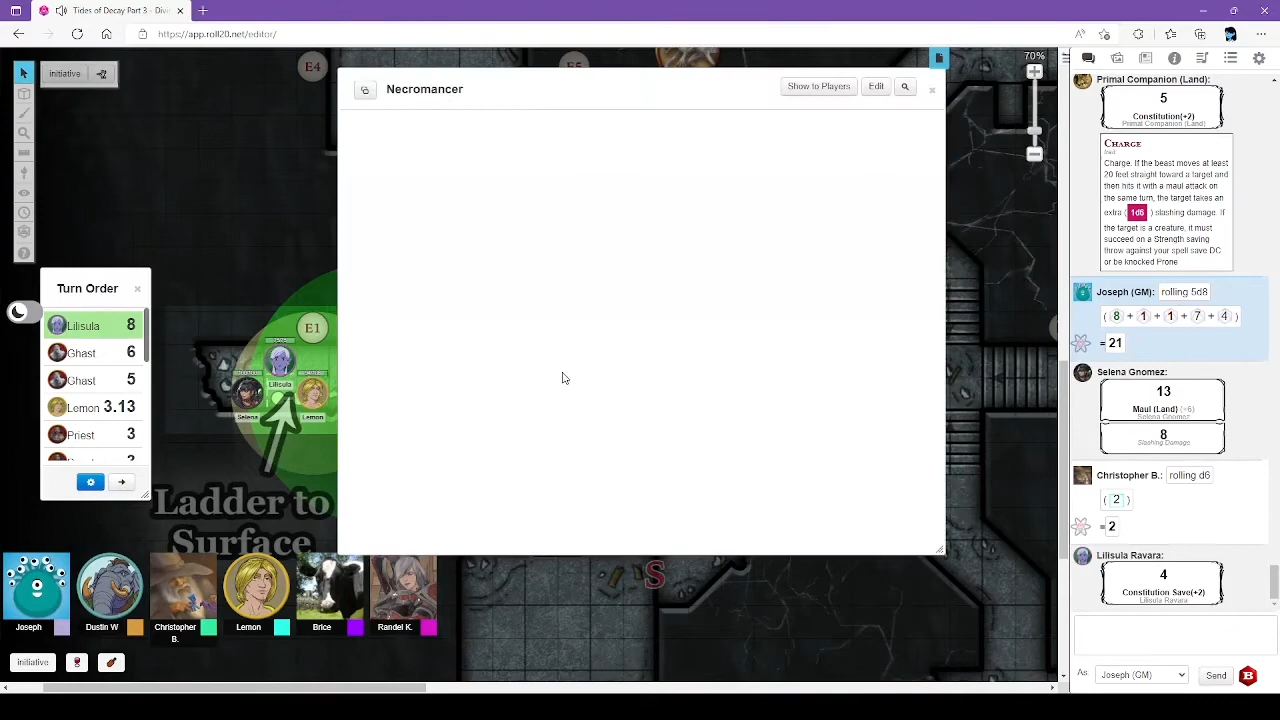 Tides of Decay Part 3 - Divin
https://app.roll20.net/editor/
E4
E5
70%
initiative
Necromancer
Show to Players
Edit
Turn Order
Lilisula 8
Ghast 6
Ghast 5
Lemon 3.13
Priest 3
E1
Lilisula
Selena
Lemon
Ladder to
Surface
S
Joseph
Dustin W
Christopher
B.
Lemon
Brice
Randel K.
initiative
Primal Companion (Land):
5
Constitution(+2)
Primal Companion (Land)
Charge
Charge. If the beast moves at least
20 feet straight toward a target and
then hits it with a maul attack on
the same turn, the target takes an
extra ( 1d6 ) slashing damage. If
the target is a creature, it must
succeed on a Strength saving
throw against your spell save DC
or be knocked Prone
Joseph (GM): rolling 5d8
( 8 + 1 + 1 + 7 + 4 )
= 21
Selena Gnomez:
13
Maul (Land) (+6)
Selena Gnomez
8
Slashing Damage
Christopher B.: rolling d6
( 2 )
= 2
Lilisula Ravara:
4
Constitution Save(+2)
Lilisula Ravara
As: Joseph (GM)
Send